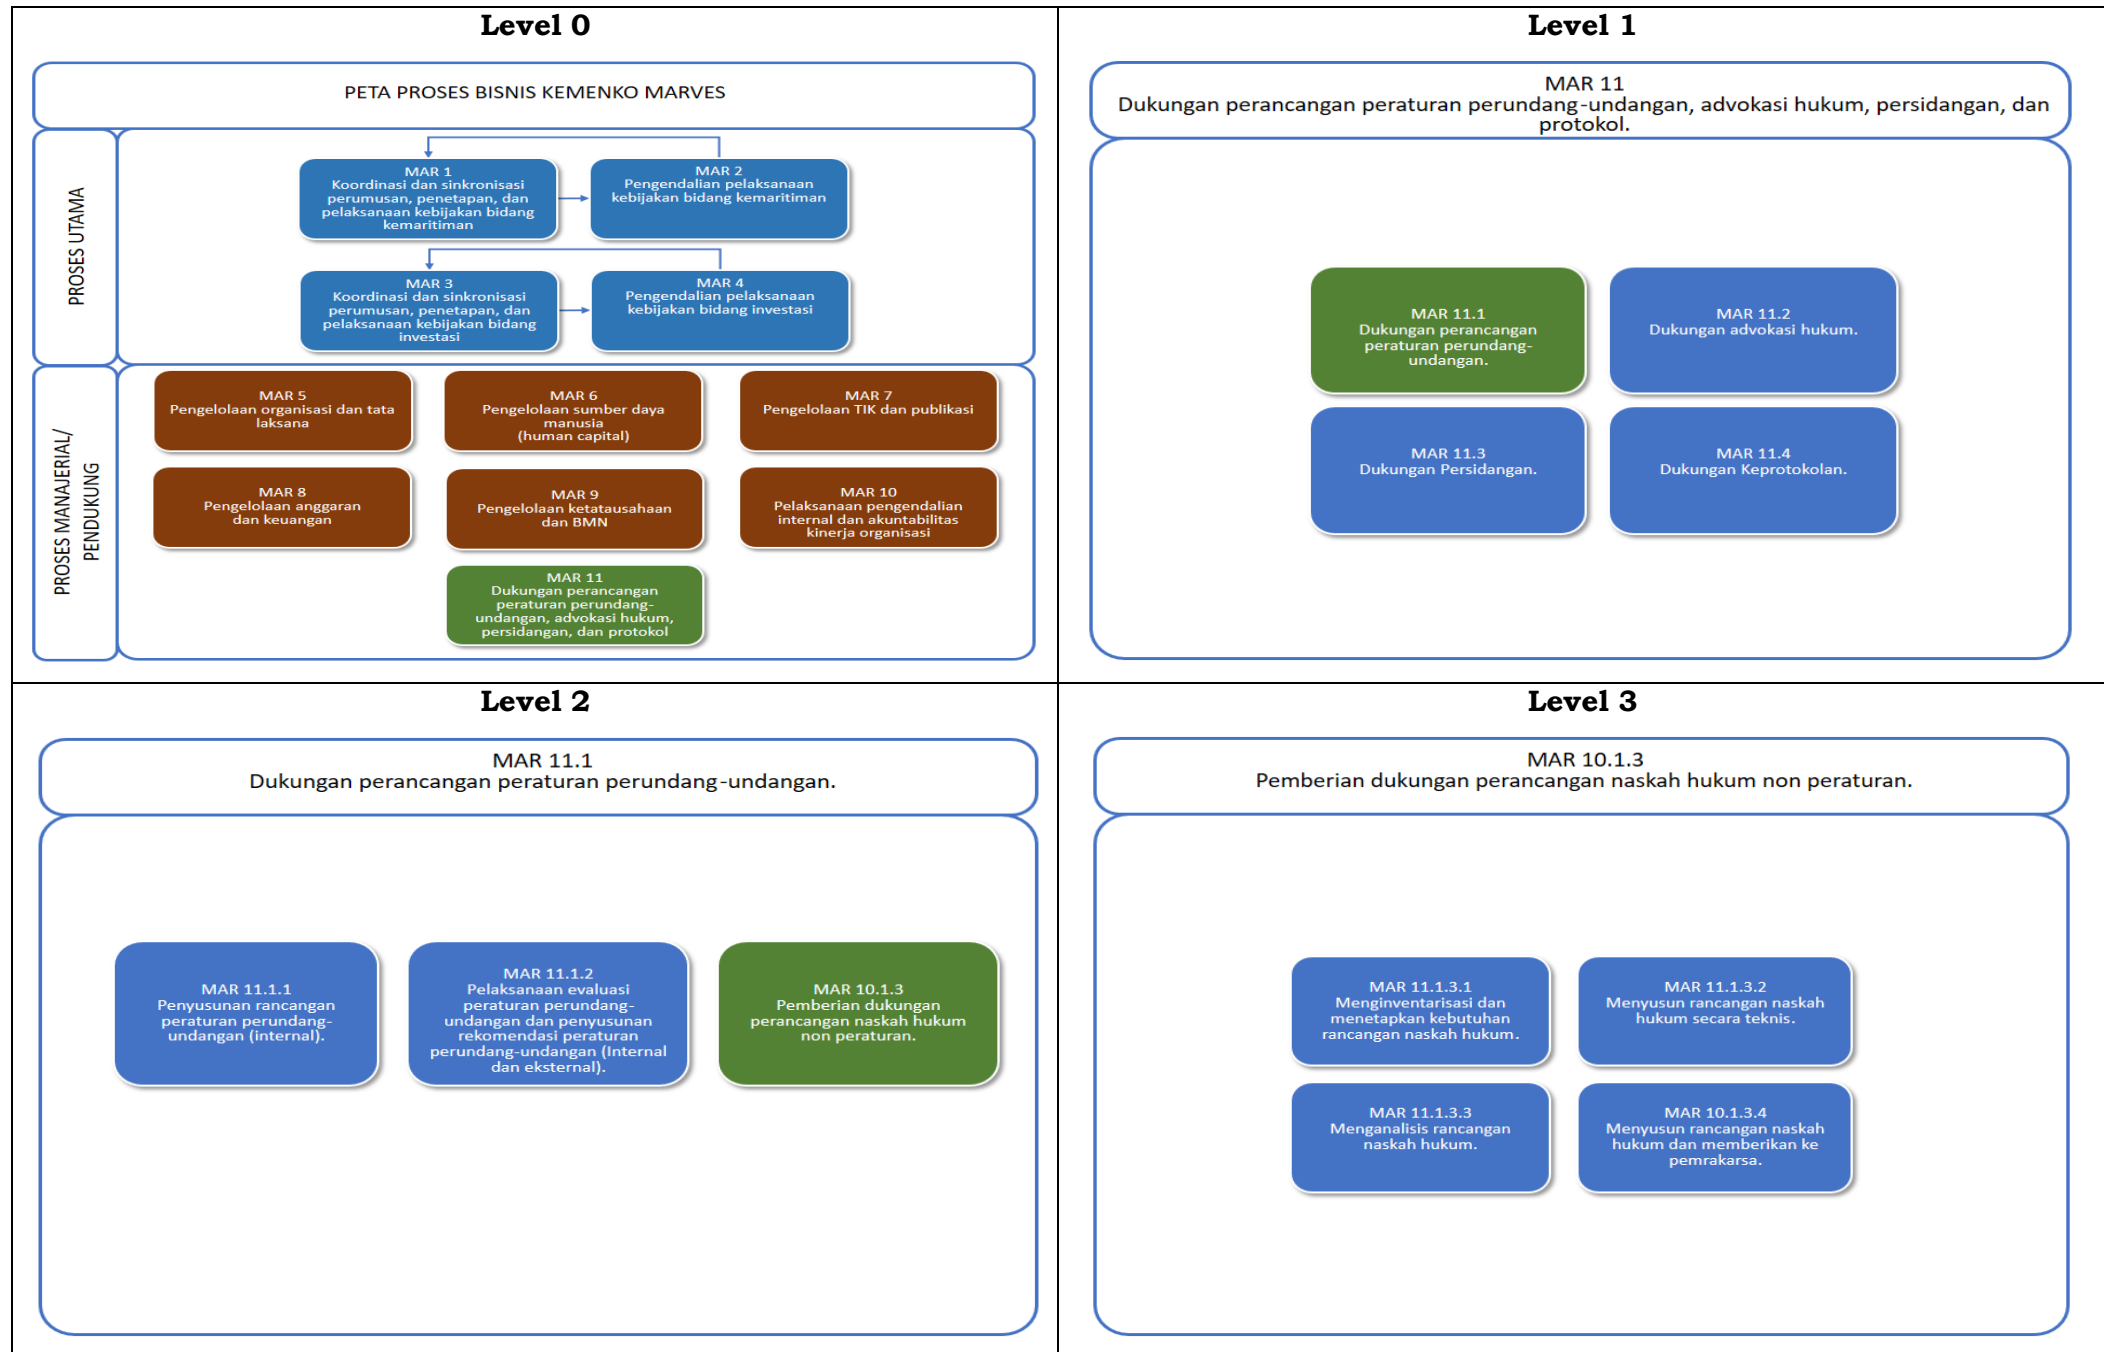 Level 0
PETA PROSES BISNIS KEMENKO MARVES
PROSES UTAMA
MAR 1
Koordinasi dan sinkronisasi
perumusan, penetapan, dan
pelaksanaan kebijakan bidang
kemaritiman
MAR 2
Pengendalian pelaksanaan
kebijakan bidang kemaritiman
MAR 3
Koordinasi dan sinkronisasi
perumusan, penetapan, dan
pelaksanaan kebijakan bidang
investasi
MAR 4
Pengendalian pelaksanaan
kebijakan bidang investasi
PROSES MANAJERIAL/
PENDUKUNG
MAR 5
Pengelolaan organisasi dan tata
laksana
MAR 6
Pengelolaan sumber daya
manusia
(human capital)
MAR 7
Pengelolaan TIK dan publikasi
MAR 8
Pengelolaan anggaran
dan keuangan
MAR 9
Pengelolaan ketatausahaan
dan BMN
MAR 10
Pelaksanaan pengendalian
internal dan akuntabilitas
kinerja organisasi
MAR 11
Dukungan perancangan
peraturan perundang-
undangan, advokasi hukum,
persidangan, dan protokol
Level 1
MAR 11
Dukungan perancangan peraturan perundang-undangan, advokasi hukum, persidangan, dan
protokol.
MAR 11.1
Dukungan perancangan
peraturan perundang-
undangan.
MAR 11.2
Dukungan advokasi hukum.
MAR 11.3
Dukungan Persidangan.
MAR 11.4
Dukungan Keprotokolan.
Level 2
MAR 11.1
Dukungan perancangan peraturan perundang-undangan.
MAR 11.1.1
Penyusunan rancangan
peraturan perundang-
undangan (internal).
MAR 11.1.2
Pelaksanaan evaluasi
peraturan perundang-
undangan dan penyusunan
rekomendasi peraturan
perundang-undangan (Internal
dan eksternal).
MAR 10.1.3
Pemberian dukungan
perancangan naskah hukum
non peraturan.
Level 3
MAR 10.1.3
Pemberian dukungan perancangan naskah hukum non peraturan.
MAR 11.1.3.1
Menginventarisasi dan
menetapkan kebutuhan
rancangan naskah hukum.
MAR 11.1.3.2
Menyusun rancangan naskah
hukum secara teknis.
MAR 11.1.3.3
Menganalisis rancangan
naskah hukum.
MAR 10.1.3.4
Menyusun rancangan naskah
hukum dan memberikan ke
pemrakarsa.